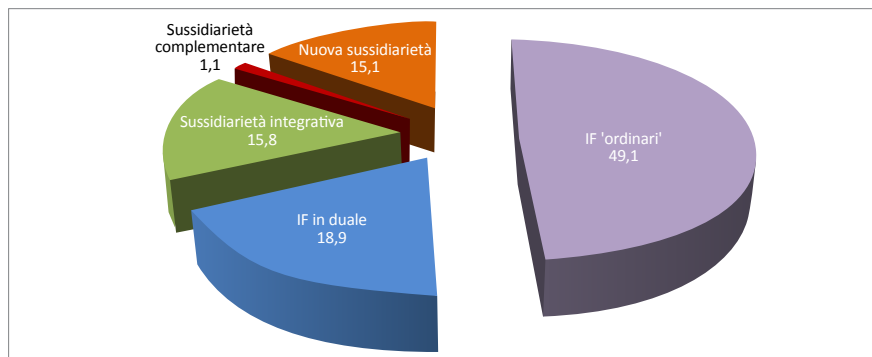 Sussidiarietà
complementare
1,1
Nuova sussidiarietà
15,1
Sussidiarietà integrativa
15,8
IF 'ordinari'
49,1
IF in duale
18,9